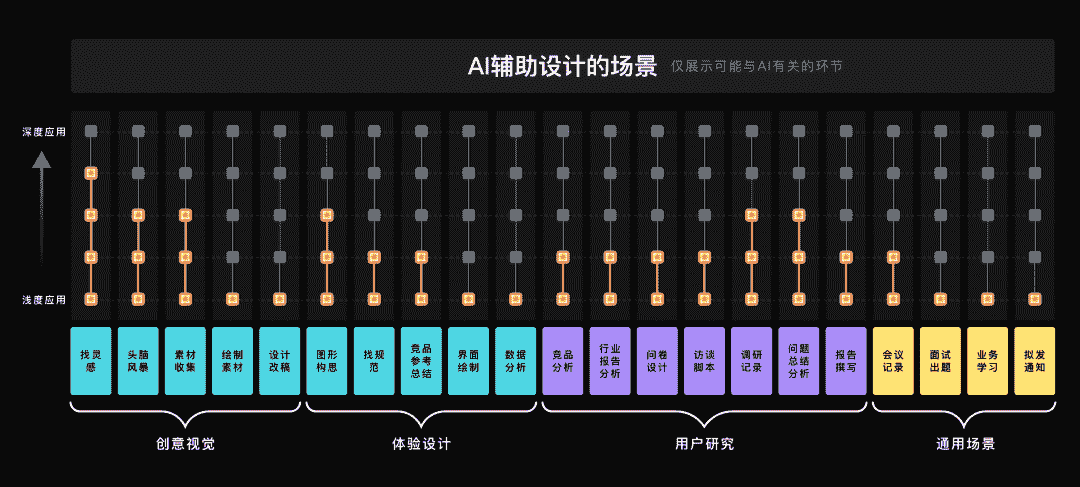 AI辅助设计的场景 仅展示可能与AI有关的环节
深度应用
浅度应用
找灵
感
头脑
风暴
素材
收集
绘制
素材
设计
改稿
图形
构思
找规
范
竞品
参考
总结
界面
绘制
数据
分析
竞品
分析
行业
报告
分析
问卷
设计
访谈
脚本
调研
记录
问题
总结
分析
报告
撰写
会议
记录
面试
出题
业务
学习
拟发
通知
创意视觉
体验设计
用户研究
通用场景